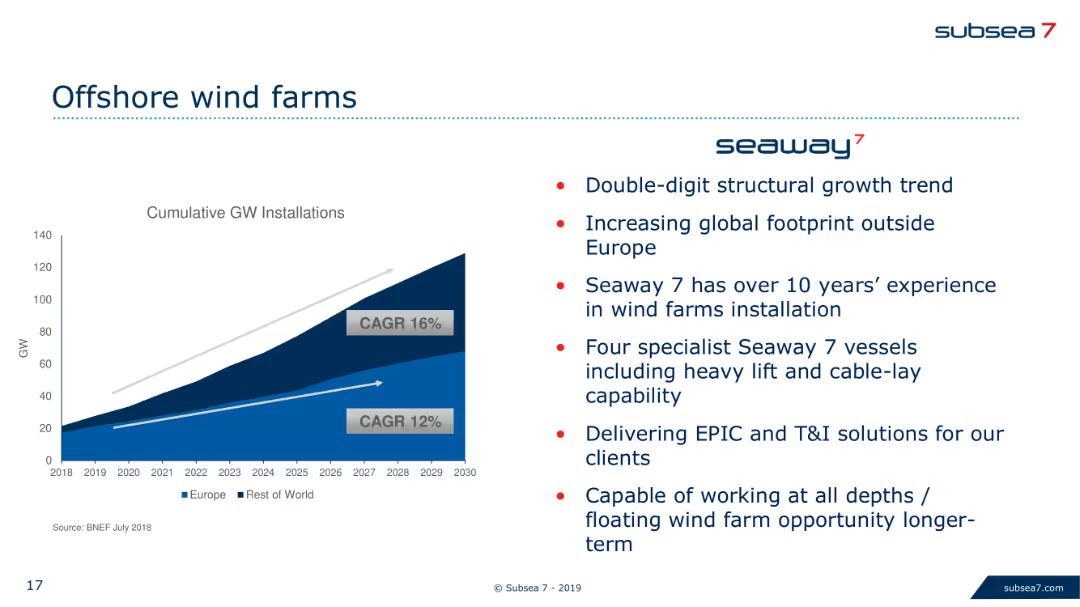 subsea 7
Offshore wind farms
seaway7
Cumulative GW Installations
140
120
100
80
60
40
20
0
GW
CAGR 16%
CAGR 12%
2018 2019 2020 2021 2022 2023 2024 2025 2026 2027 2028 2029 2030
Europe Rest of World
Source: BNEF July 2018
• Double-digit structural growth trend
• Increasing global footprint outside
Europe
• Seaway 7 has over 10 years’ experience
in wind farms installation
• Four specialist Seaway 7 vessels
including heavy lift and cable-lay
capability
• Delivering EPIC and T&I solutions for our
clients
• Capable of working at all depths /
floating wind farm opportunity longer-
term
17
© Subsea 7 - 2019
subsea7.com